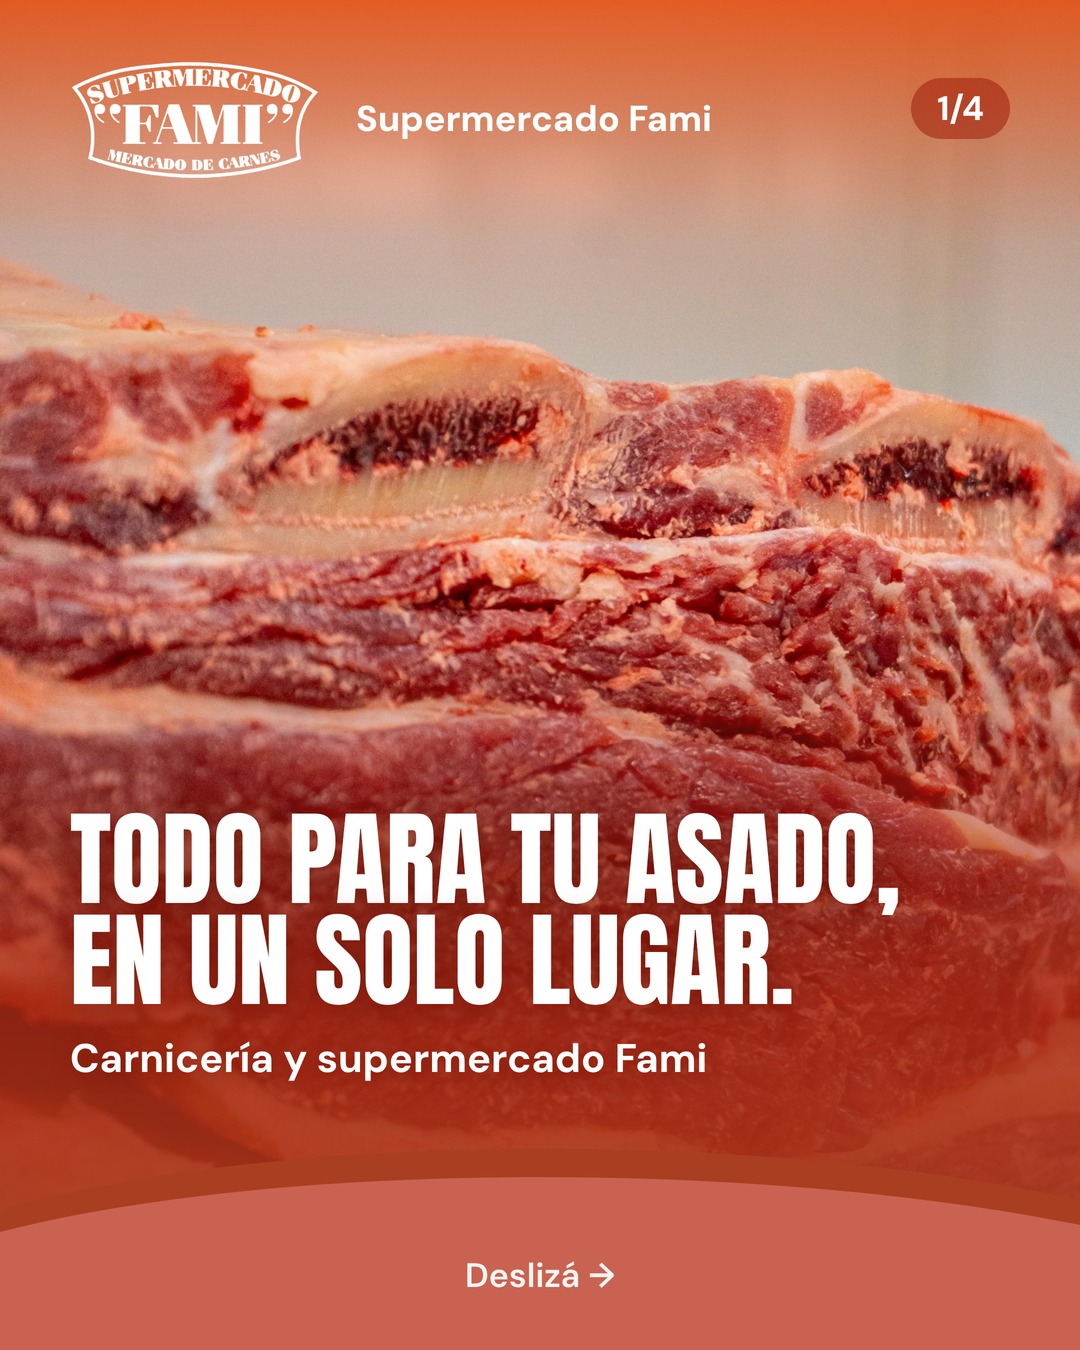 SUPERMERCADO
“FAMI”
MERCADO DE CARNES
Supermercado Fami
1/4
TODO PARA TU ASADO,
EN UN SOLO LUGAR.
Carnicería y supermercado Fami
Deslizá →